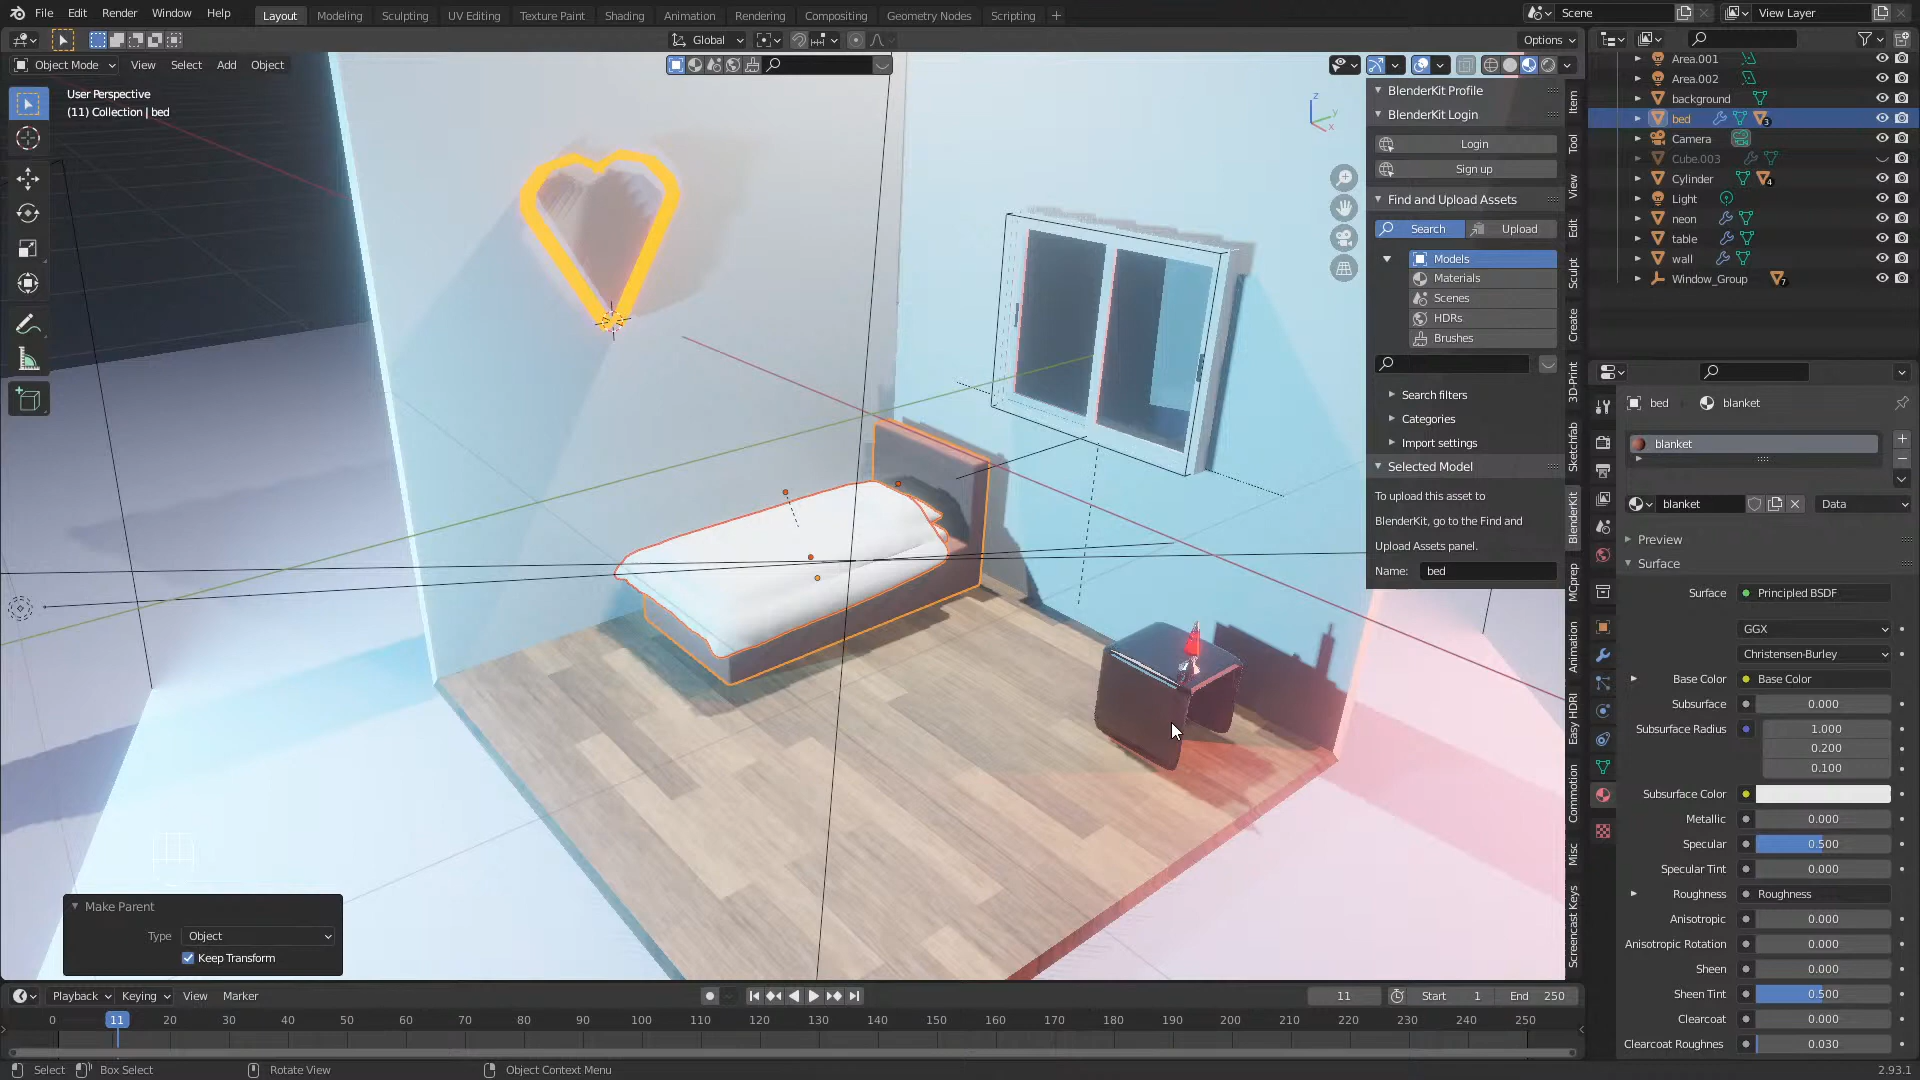 File Edit Render Window Help Layout Modeling Sculpting UV Editing Texture Paint Shading Animation Rendering Compositing Geometry Nodes Scripting + Scene View Layer
Global Options
Object Mode View Select Add Object
User Perspective
(11) Collection | bed
BlenderKit Profile
BlenderKit Login
Login
Sign up
Find and Upload Assets
Search Upload
Models
Materials
Scenes
HDRs
Brushes
Search filters
Categories
Import settings
Selected Model
To upload this asset to
BlenderKit, go to the Find and
Upload Assets panel.
Name: bed
Item
Tool
View
Edit
Sculpt
Create
3D-Print
Sketchfab
BlenderKit
MCprep
Animation
Easy HDRI
Commotion
Misc
Screencast Keys
Area.001
Area.002
background
bed 3
Camera
Cube.003
Cylinder 4
Light
neon
table
wall
Window_Group 7
bed blanket
blanket
blanket Data
Preview
Surface
Surface Principled BSDF
GGX
Christensen-Burley
Base Color Base Color
Subsurface 0.000
Subsurface Radius 1.000
0.200
0.100
Subsurface Color
Metallic 0.000
Specular 0.500
Specular Tint 0.000
Roughness Roughness
Anisotropic 0.000
Anisotropic Rotation 0.000
Sheen 0.000
Sheen Tint 0.500
Clearcoat 0.000
Clearcoat Roughnes 0.030
Make Parent
Type Object
Keep Transform
z
y
x
Playback Keying View Marker 11 Start 1 End 250
0 11 20 30 40 50 60 70 80 90 100 110 120 130 140 150 160 170 180 190 200 210 220 230 240 250
Select Box Select Rotate View Object Context Menu 2.93.1